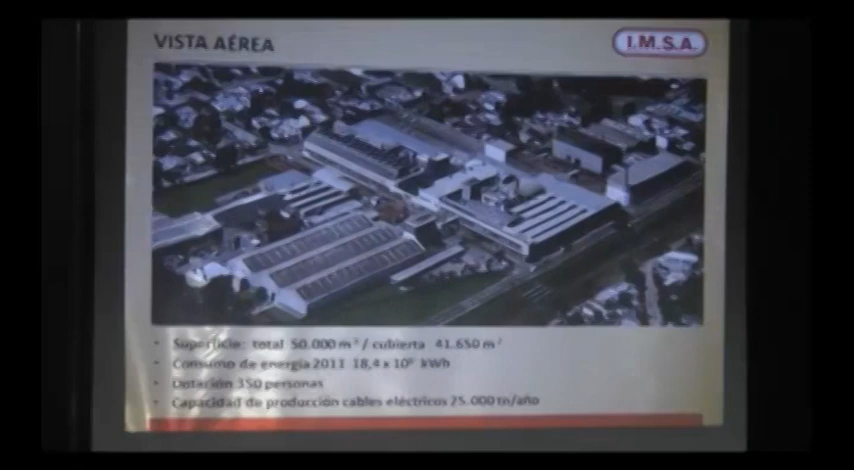 VISTA AÉREA
I.M.S.A.
• Superficie: total 50.000 m² / cubierta 41.650 m²
• Consumo de energía 2011 18,4 x 10⁶ kWh
• Dotación 350 personas
• Capacidad de producción cables eléctricos 25.000 tn/año